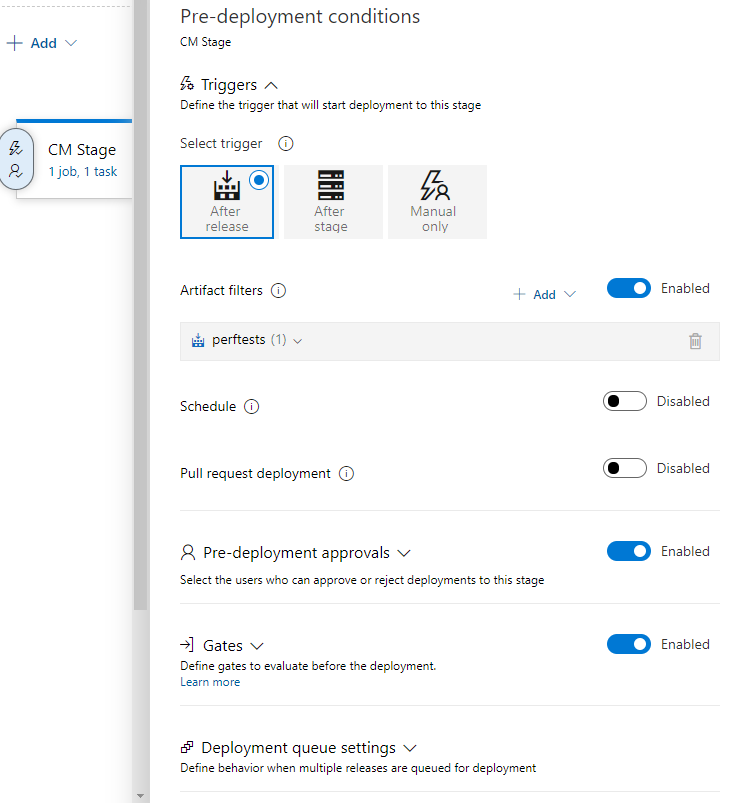 Add
CM Stage
1 job, 1 task
Pre-deployment conditions
CM Stage
Triggers
Define the trigger that will start deployment to this stage
Select trigger
After
release
After
stage
Manual
only
Artifact filters
Add
Enabled
perftests (1)
Schedule
Disabled
Pull request deployment
Disabled
Pre-deployment approvals
Enabled
Select the users who can approve or reject deployments to this stage
Gates
Enabled
Define gates to evaluate before the deployment.
Learn more
Deployment queue settings
Define behavior when multiple releases are queued for deployment